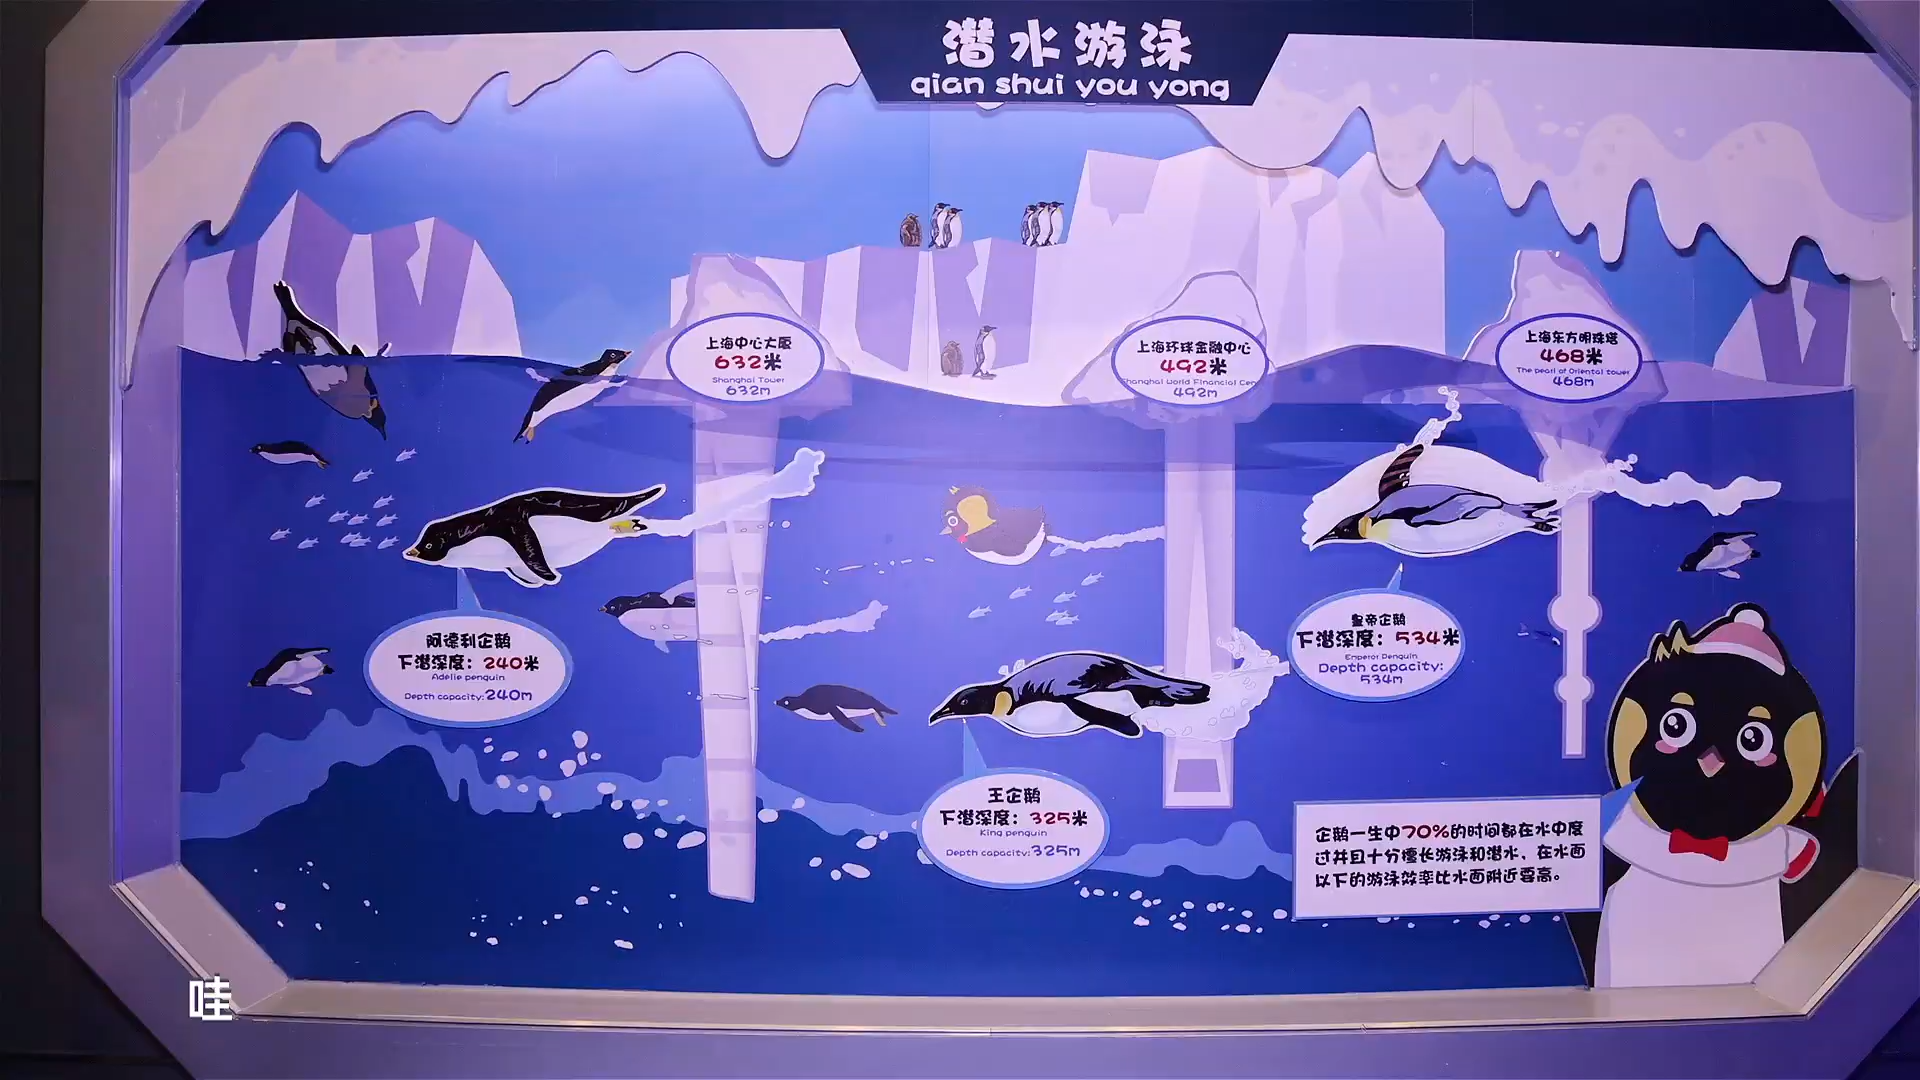 潜水游泳
qian shui you yong
上海中心大厦
632米
Shanghai Tower
632m
上海环球金融中心
492米
Shanghai World Financial Cen
492m
上海东方明珠塔
468米
The pearl of Oriental tower
468m
阿德利企鹅
下潜深度：240米
Adelie penguin
Depth capacity:240m
皇帝企鹅
下潜深度：534米
Emperor Penguin
Depth capacity:
534m
王企鹅
下潜深度：325米
King penguin
Depth capacity:325m
企鹅一生中70%的时间都在水中度
过并且十分擅长游泳和潜水，在水面
以下的游泳效率比水面附近要高。
哇